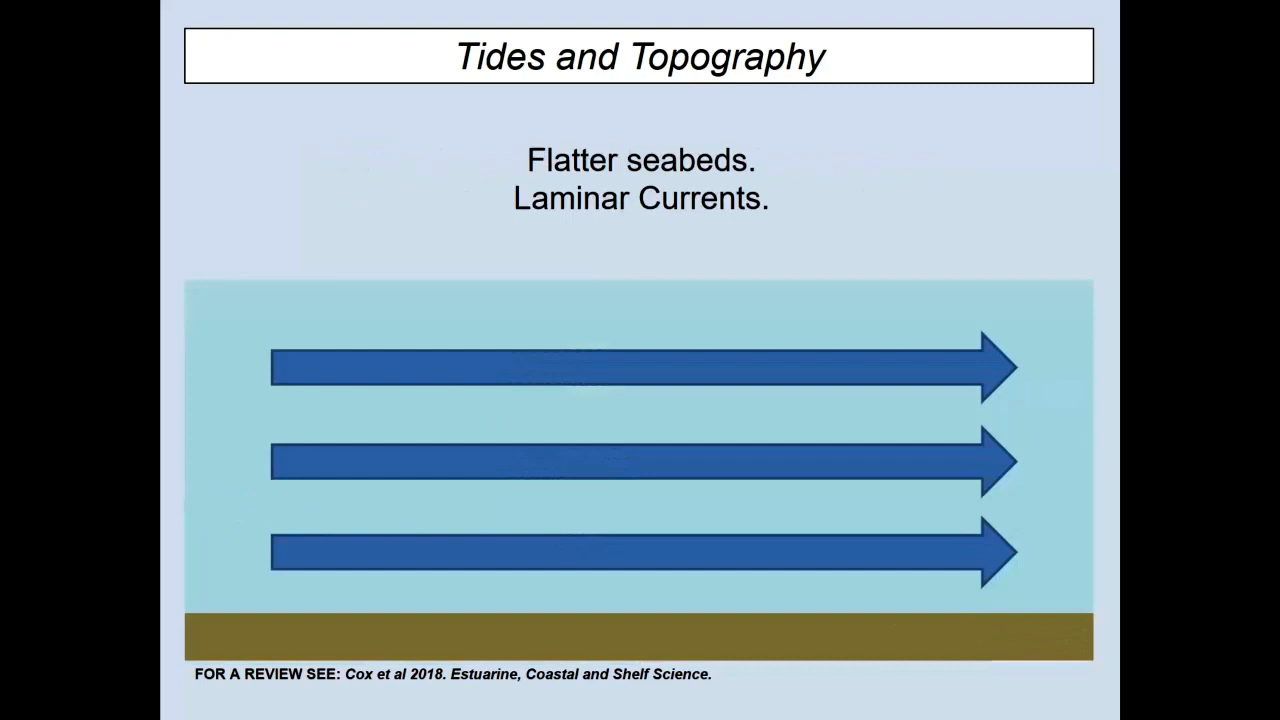 Tides and Topography
Flatter seabeds.
Laminar Currents.
FOR A REVIEW SEE: Cox et al 2018. Estuarine, Coastal and Shelf Science.